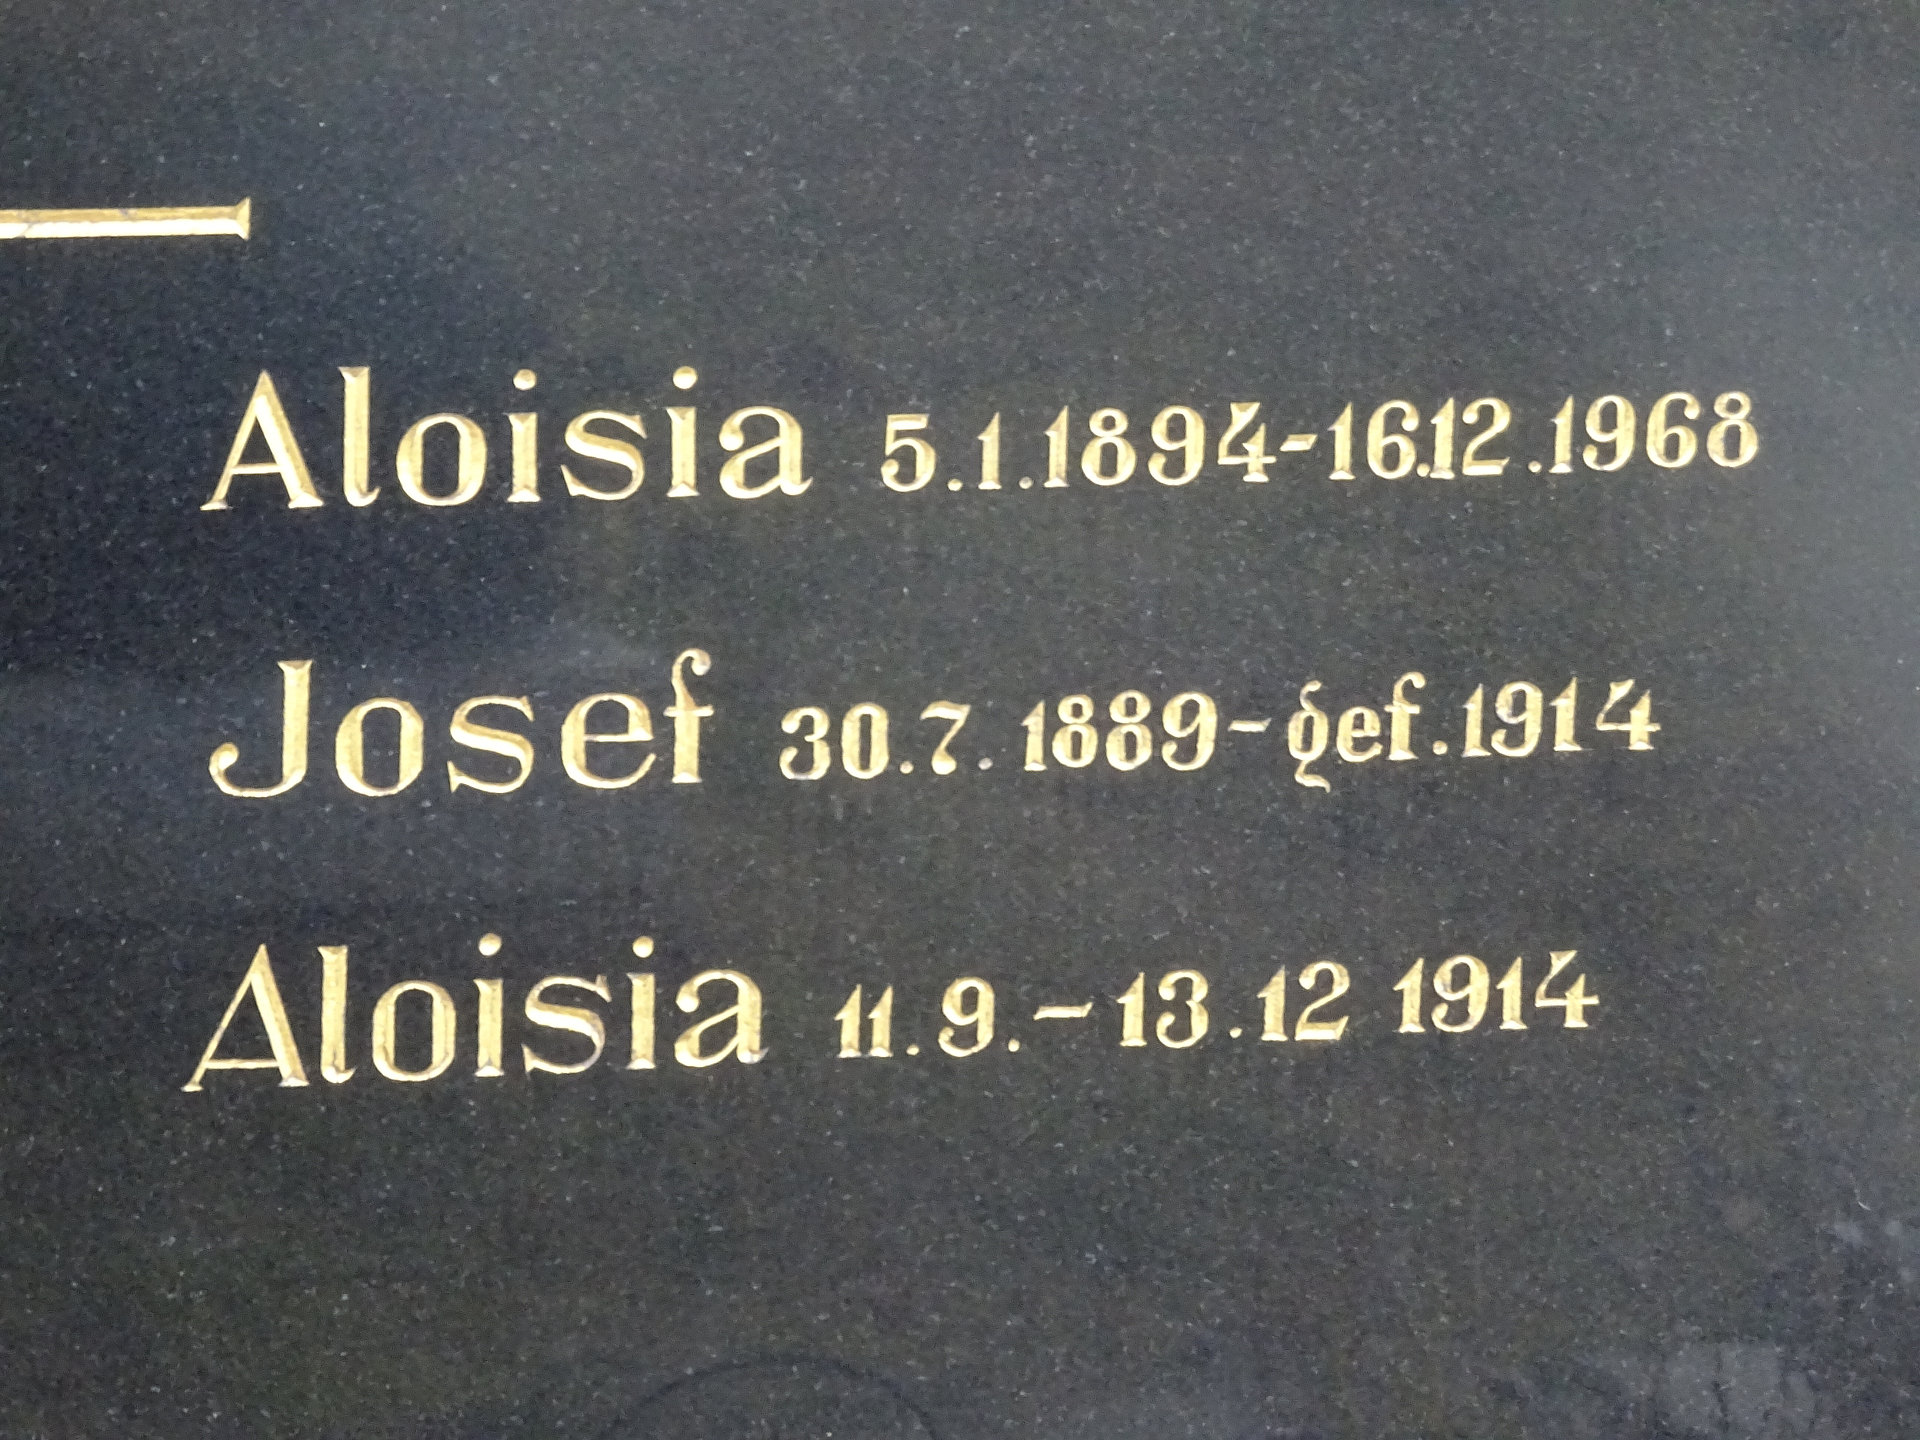 Aloisia 5.1.1894-16.12.1968
Josef 30.7.1889-gef.1914
Aloisia 11.9.-13.12 1914